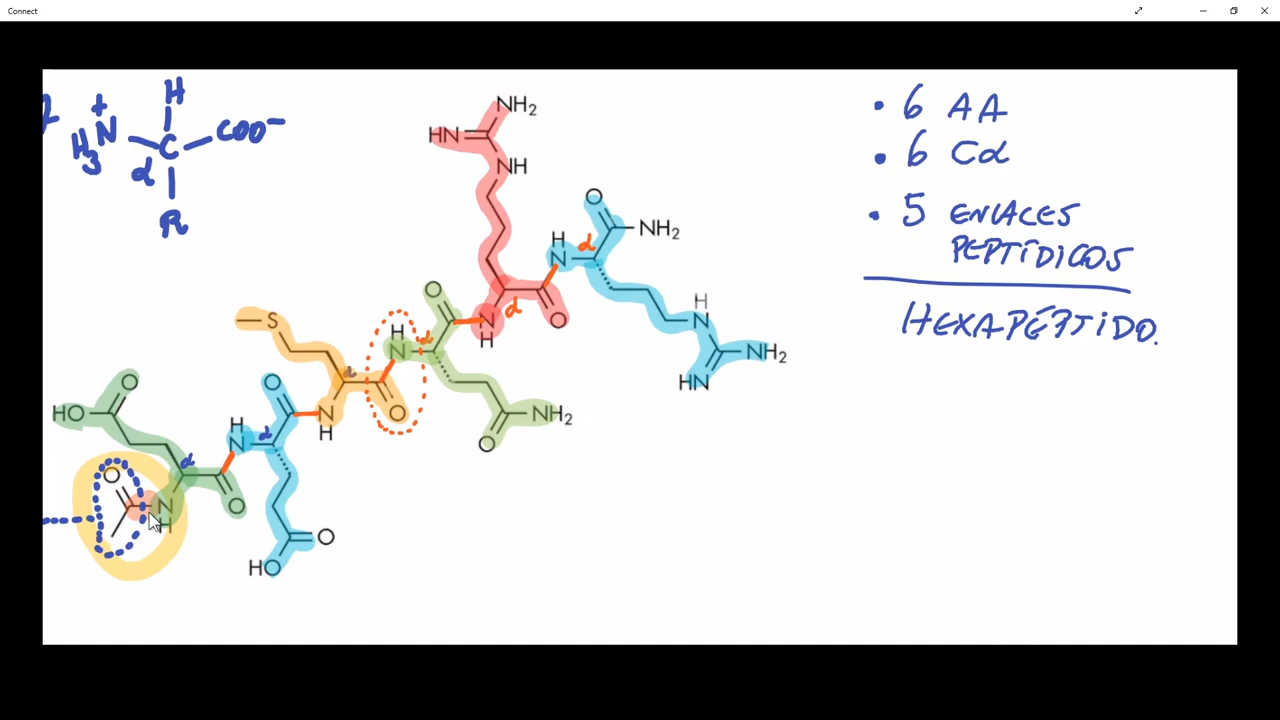 Connect
H
H₃N⁺
C
COO⁻
α
R
NH₂
HN
NH
O
H
N
α
NH₂
O
α
H
N
NH₂
HN
O
N
H
α
O
S
H
N
α
NH₂
O
O
N
H
α
O
O
HO
H
N
α
O
HO
O
α
O
N
H
O
• 6 AA
• 6 Cα
• 5 ENLACES
PEPTÍDICOS
HEXAPÉPTIDO.